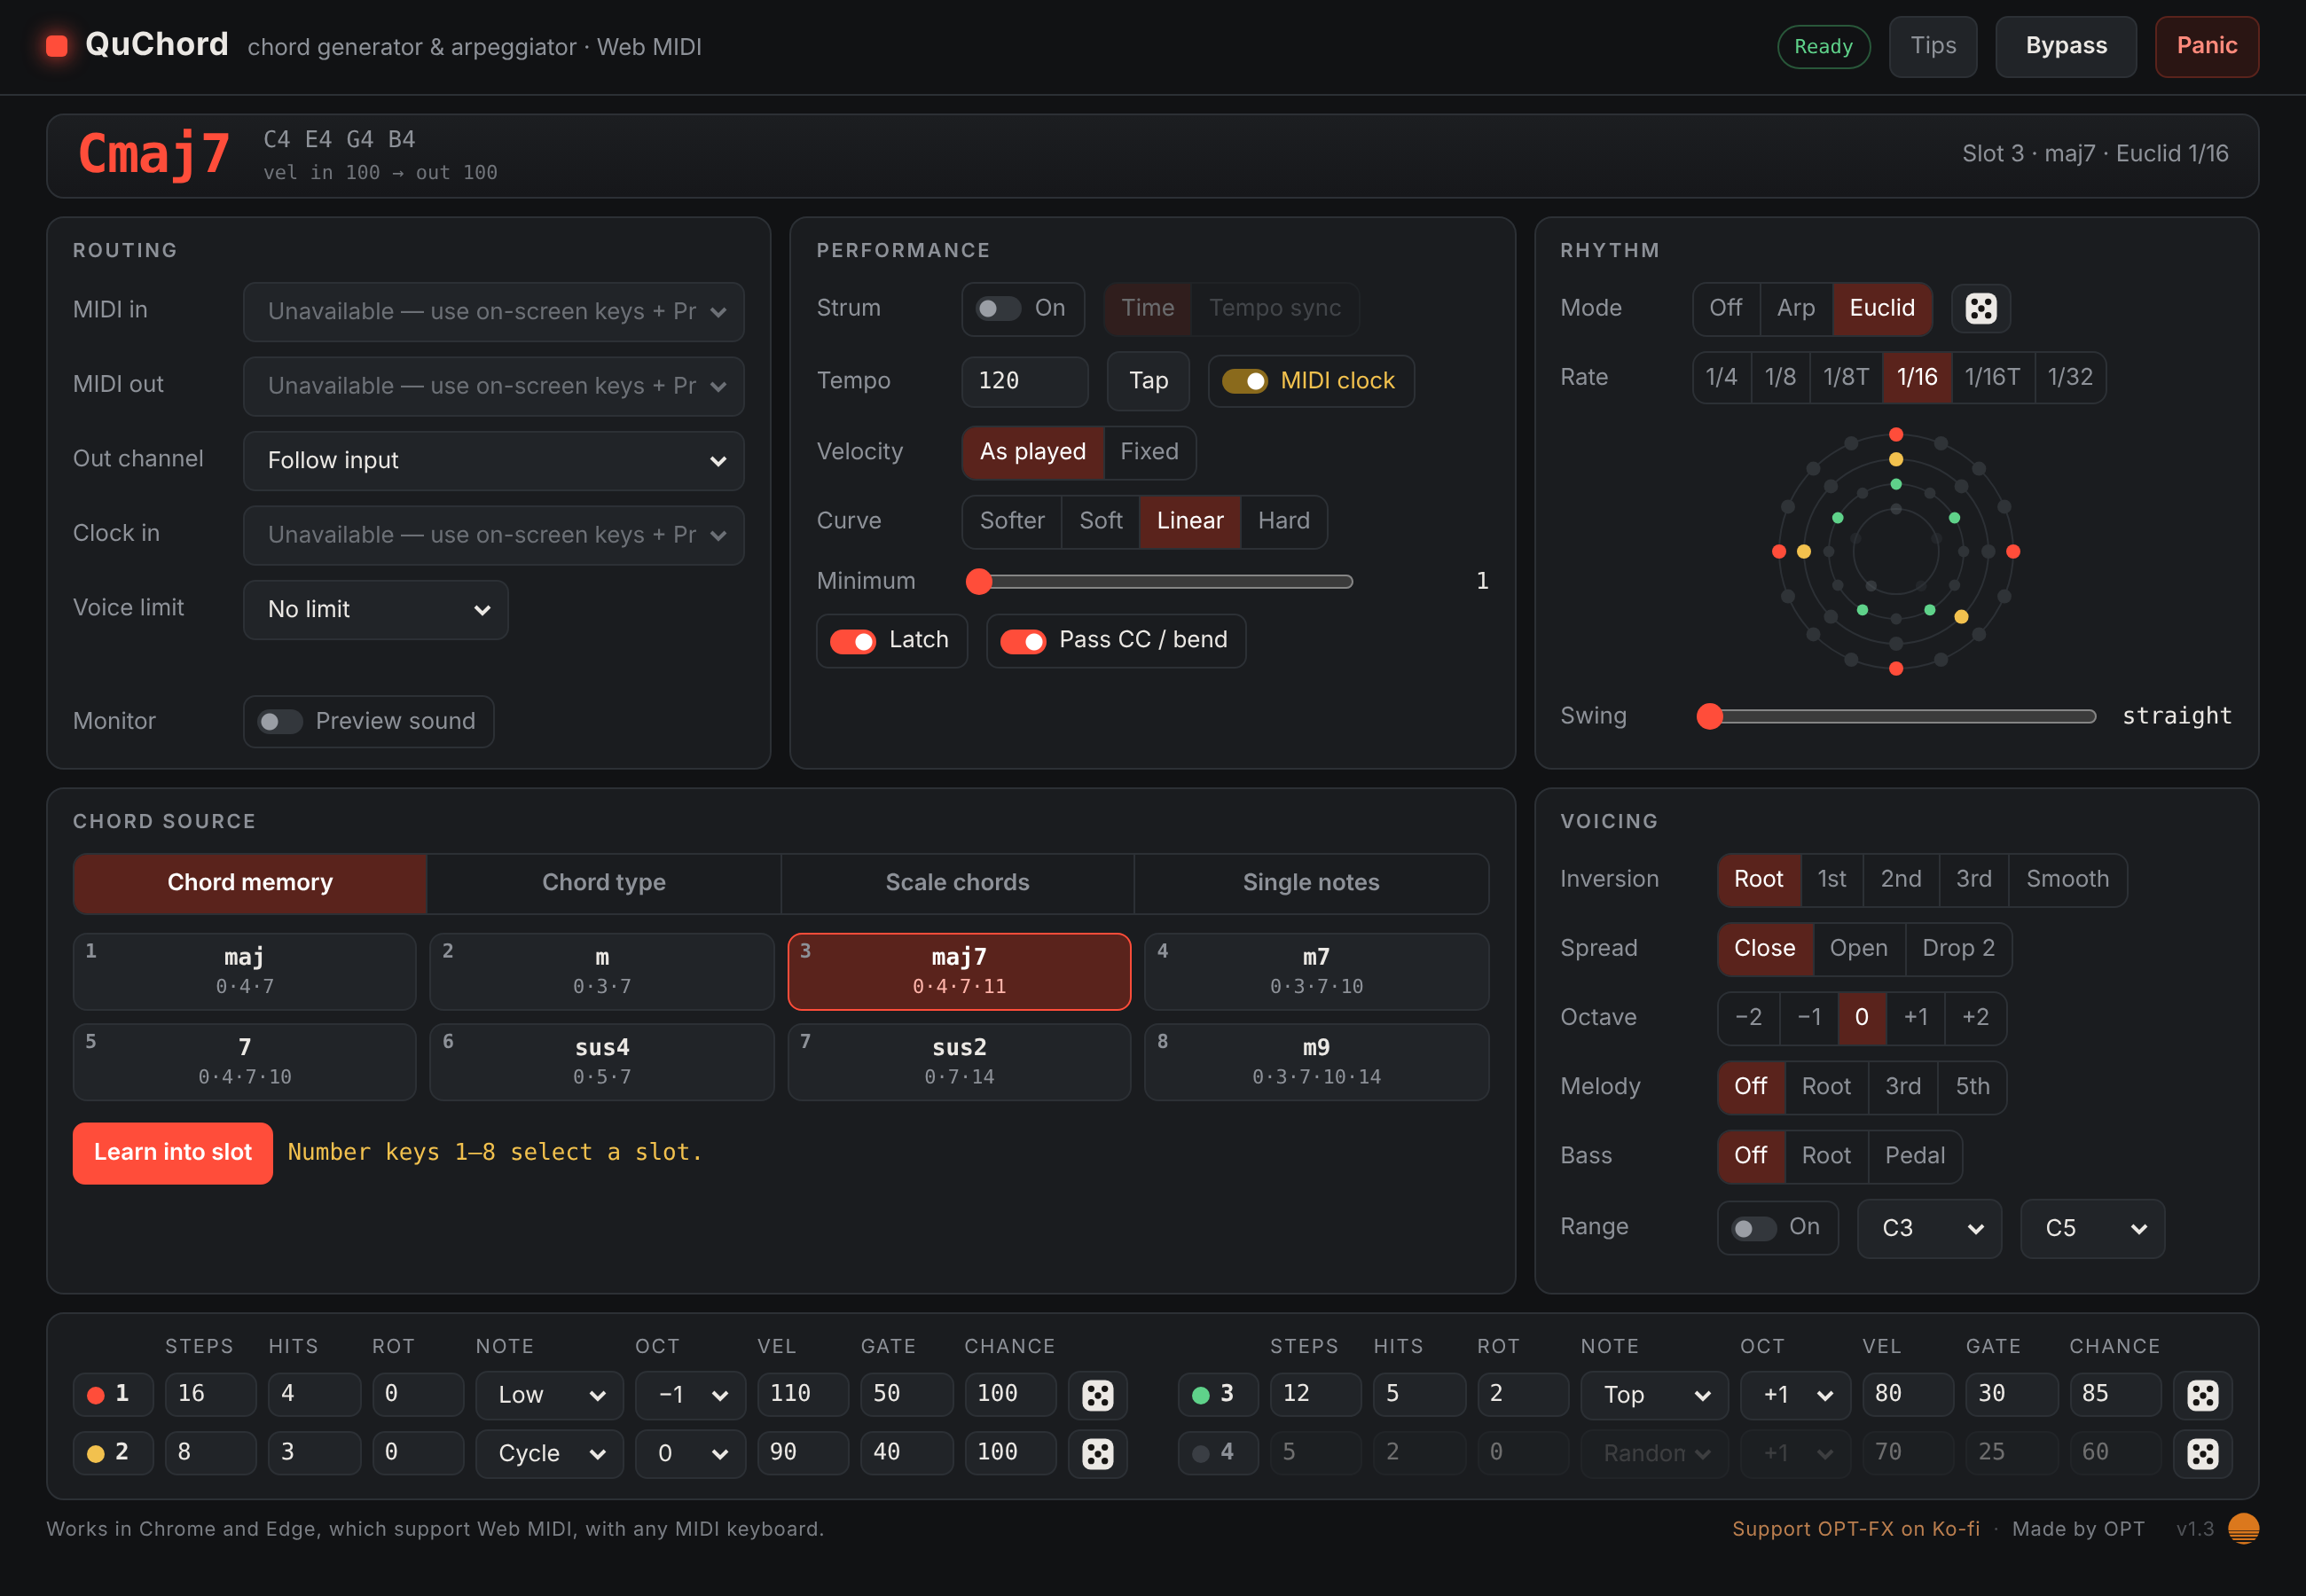 QuChord chord generator & arpeggiator · Web MIDI
Ready Tips Bypass Panic
Cmaj7
C4 E4 G4 B4
vel in 100 → out 100
Slot 3 · maj7 · Euclid 1/16
ROUTING
MIDI in Unavailable — use on-screen keys + Pr
MIDI out Unavailable — use on-screen keys + Pr
Out channel Follow input
Clock in Unavailable — use on-screen keys + Pr
Voice limit No limit
Monitor Preview sound
PERFORMANCE
Strum On Time Tempo sync
Tempo 120 Tap MIDI clock
Velocity As played Fixed
Curve Softer Soft Linear Hard
Minimum 1
Latch Pass CC / bend
RHYTHM
Mode Off Arp Euclid
Rate 1/4 1/8 1/8T 1/16 1/16T 1/32
Swing straight
CHORD SOURCE
Chord memory Chord type Scale chords Single notes
1 maj 2 m 3 maj7 4 m7
0·4·7 0·3·7 0·4·7·11 0·3·7·10
5 7 6 sus4 7 sus2 8 m9
0·4·7·10 0·5·7 0·7·14 0·3·7·10·14
Learn into slot Number keys 1–8 select a slot.
VOICING
Inversion Root 1st 2nd 3rd Smooth
Spread Close Open Drop 2
Octave −2 −1 0 +1 +2
Melody Off Root 3rd 5th
Bass Off Root Pedal
Range On C3 C5
STEPS HITS ROT NOTE OCT VEL GATE CHANCE
1 16 4 0 Low −1 110 50 100
2 8 3 0 Cycle 0 90 40 100
STEPS HITS ROT NOTE OCT VEL GATE CHANCE
3 12 5 2 Top +1 80 30 85
4 5 2 0 Random +1 70 25 60
Works in Chrome and Edge, which support Web MIDI, with any MIDI keyboard.
Support OPT-FX on Ko-fi · Made by OPT v1.3